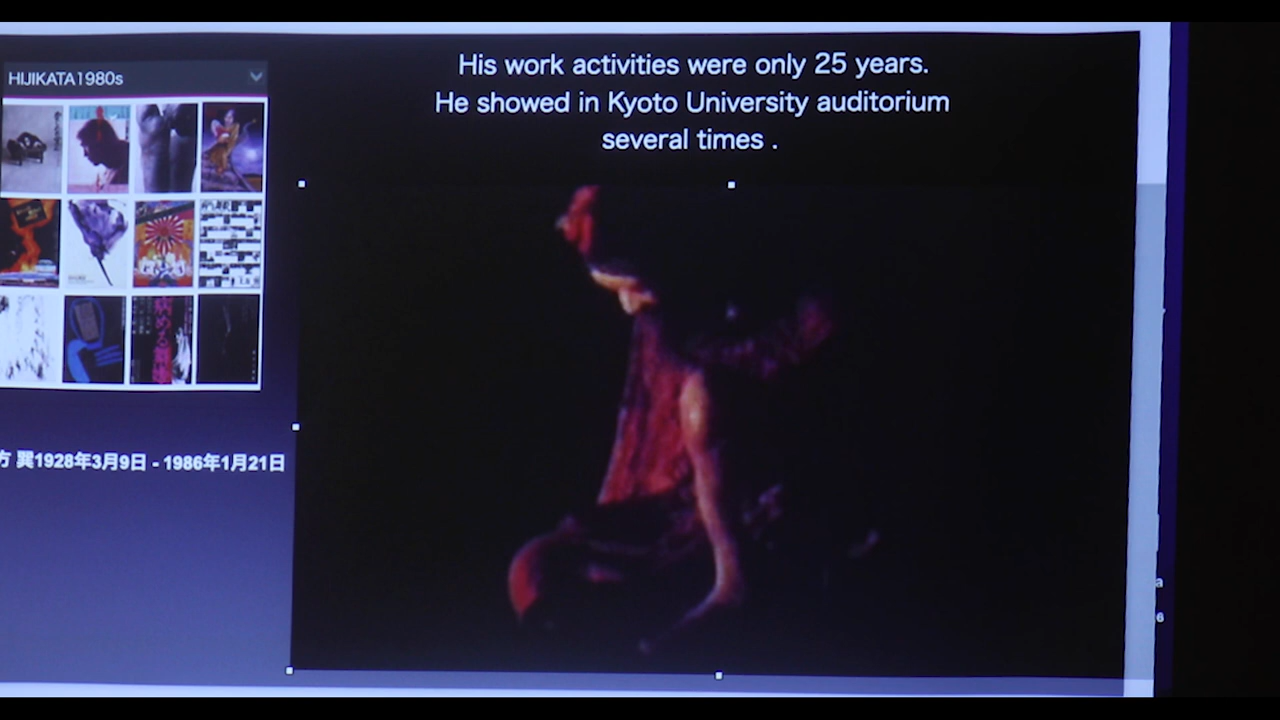 HIJIKATA1980s
His work activities were only 25 years.
He showed in Kyoto University auditorium
several times .
方 巽1928年3月9日 - 1986年1月21日
a
6